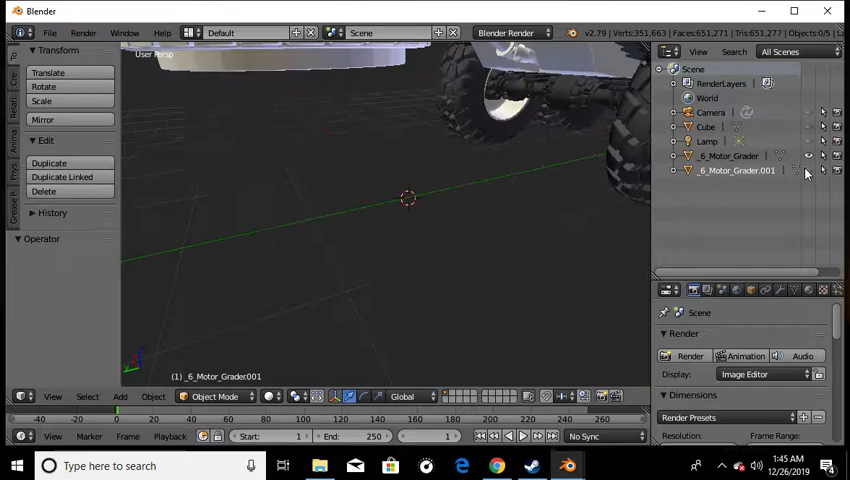 Blender
File Render Window Help Default Scene Blender Render v2.79 | Verts:351,663 | Faces:651,271 | Tris:651,277 | Objects:0/5
View Search All Scenes
Transform
Translate
Rotate
Scale
Mirror
Edit
Duplicate
Duplicate Linked
Delete
History
Operator
User Persp
(1) _6_Motor_Grader.001
Scene
RenderLayers
World
Camera
Cube
Lamp
_6_Motor_Grader
_6_Motor_Grader.001
Scene
Render
Render Animation Audio
Display: Image Editor
Dimensions
Render Presets
Resolution: Frame Range:
View Select Add Object Object Mode Global
-40 -20 0 20 40 60 80 100 120 140 160 180 200 220 240 260
View Marker Frame Playback Start: 1 End: 250 1 No Sync
Type here to search
1:45 AM
12/26/2019
4